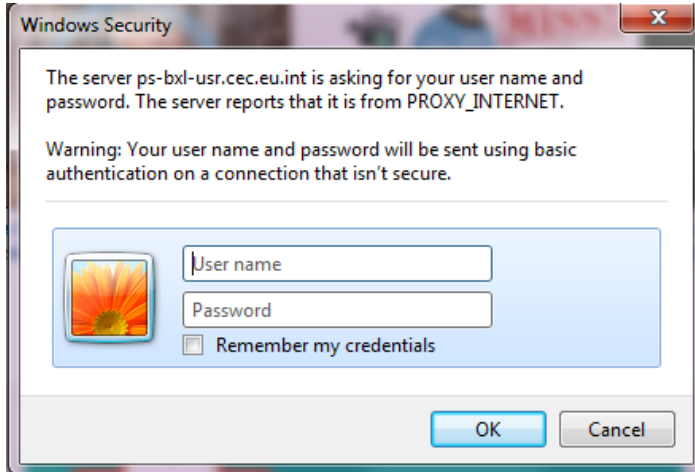 Windows Security
The server ps-bxl-usr.cec.eu.int is asking for your user name and
password. The server reports that it is from PROXY_INTERNET.
Warning: Your user name and password will be sent using basic
authentication on a connection that isn't secure.
User name
Password
Remember my credentials
OK
Cancel